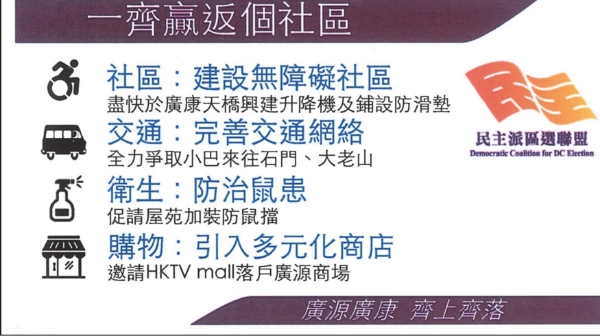 一齊贏返個社區
社區：建設無障礙社區
盡快於廣康天橋興建升降機及鋪設防滑墊
交通：完善交通網絡
全力爭取小巴來往石門、大老山
衛生：防治鼠患
促請屋苑加裝防鼠擋
購物：引入多元化商店
邀請HKTV mall落戶廣源商場
民主
民主派區選聯盟
Democratic Coalition for DC Election
廣源廣康 齊上齊落